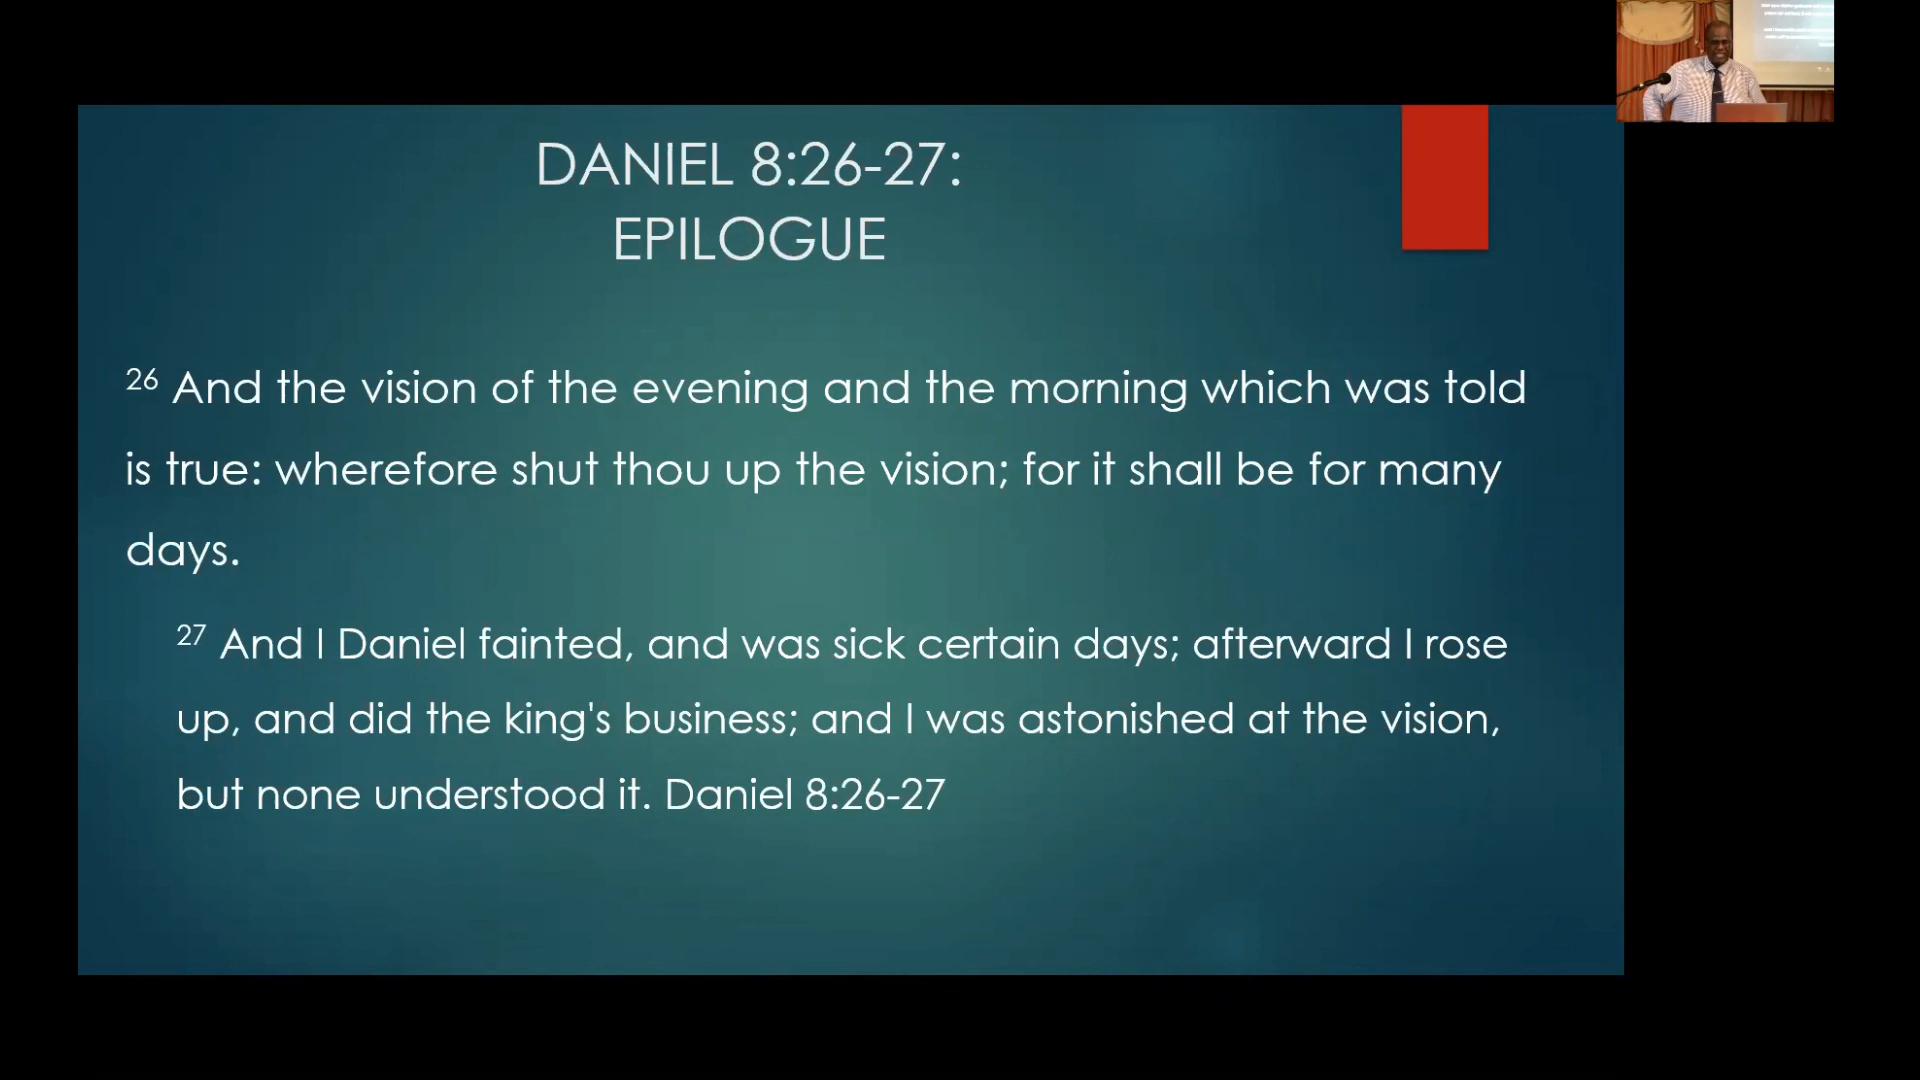 DANIEL 8:26-27:
EPILOGUE
26 And the vision of the evening and the morning which was told
is true: wherefore shut thou up the vision; for it shall be for many
days.
27 And I Daniel fainted, and was sick certain days; afterward I rose
up, and did the king's business; and I was astonished at the vision,
but none understood it. Daniel 8:26-27